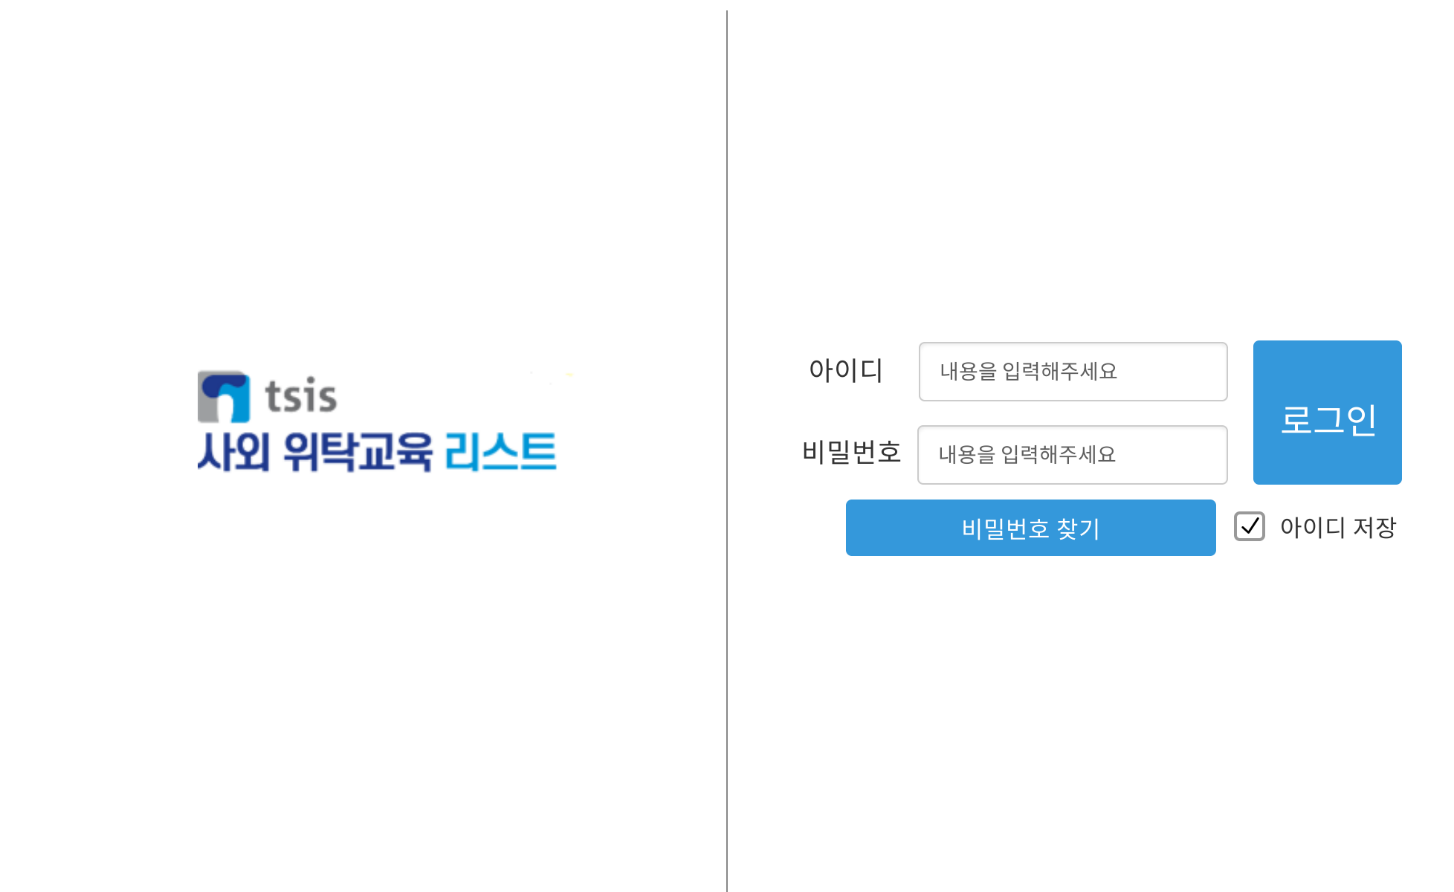 tsis
사외 위탁교육 리스트
아이디
내용을 입력해주세요
비밀번호
내용을 입력해주세요
로그인
비밀번호 찾기
아이디 저장